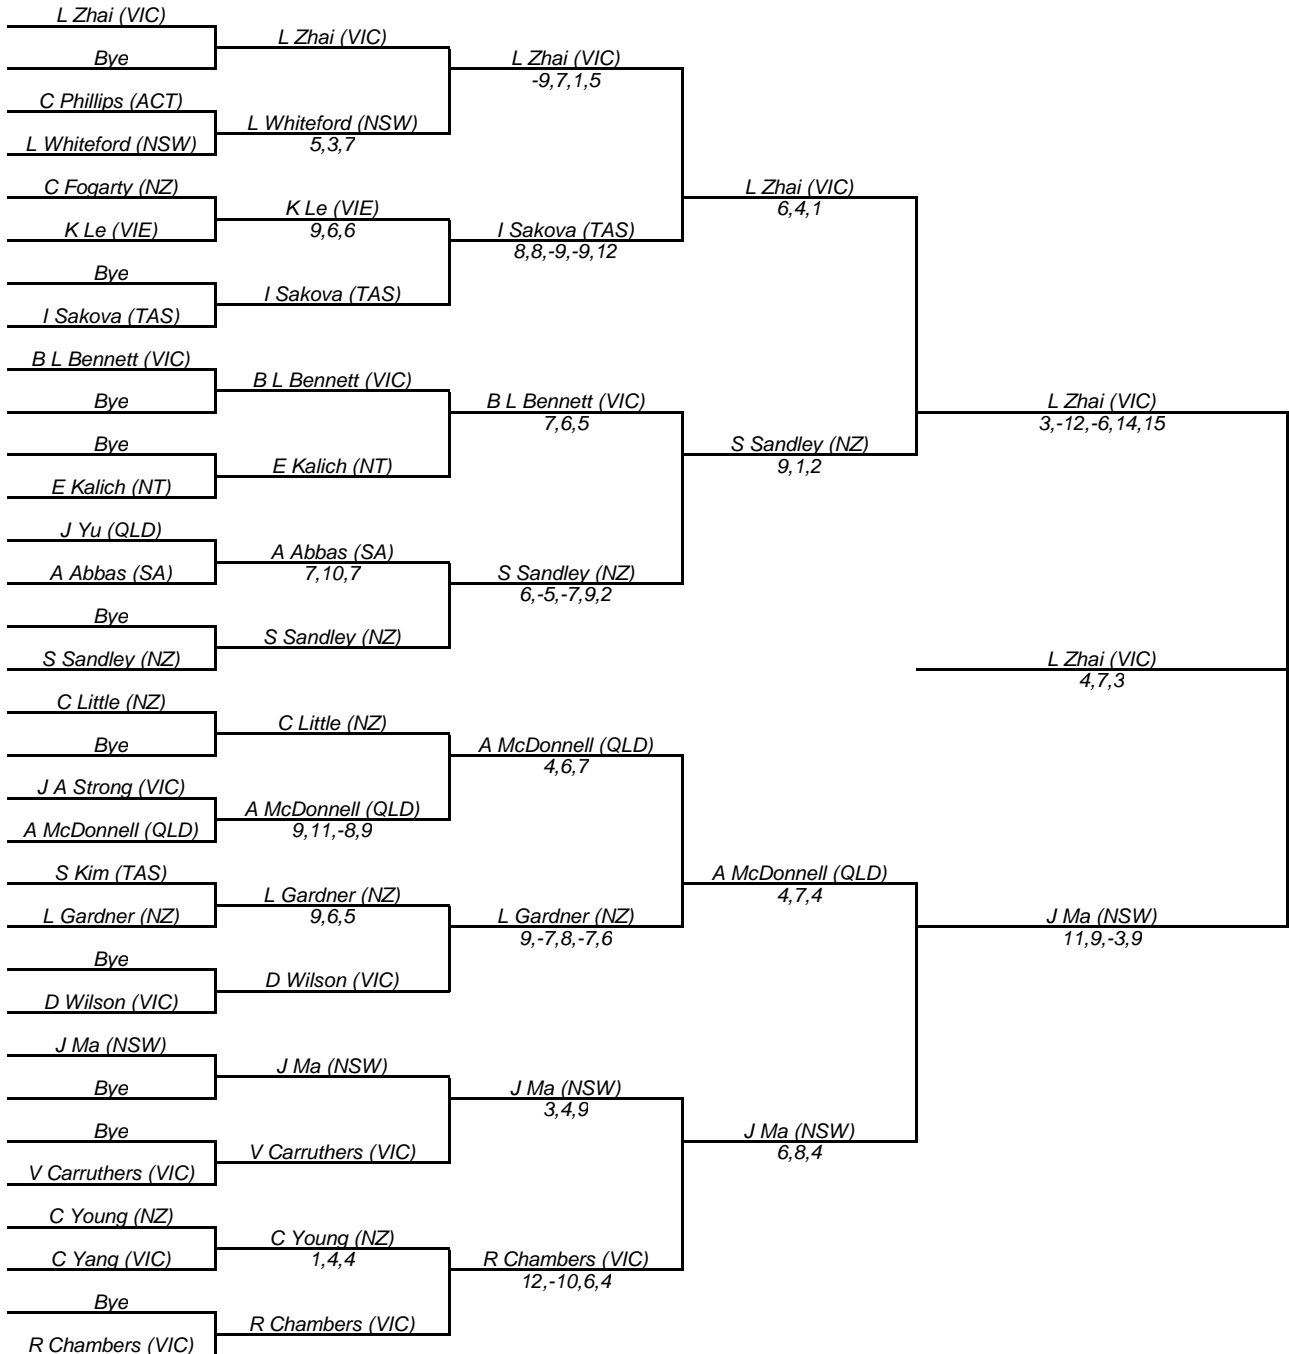 L Zhai (VIC)
Bye
C Phillips (ACT)
L Whiteford (NSW)
C Fogarty (NZ)
K Le (VIE)
Bye
I Sakova (TAS)
B L Bennett (VIC)
Bye
Bye
E Kalich (NT)
J Yu (QLD)
A Abbas (SA)
Bye
S Sandley (NZ)
C Little (NZ)
Bye
J A Strong (VIC)
A McDonnell (QLD)
S Kim (TAS)
L Gardner (NZ)
Bye
D Wilson (VIC)
J Ma (NSW)
Bye
Bye
V Carruthers (VIC)
C Young (NZ)
C Yang (VIC)
Bye
R Chambers (VIC)
L Zhai (VIC)
L Whiteford (NSW)
5,3,7
K Le (VIE)
9,6,6
I Sakova (TAS)
B L Bennett (VIC)
E Kalich (NT)
A Abbas (SA)
7,10,7
S Sandley (NZ)
C Little (NZ)
A McDonnell (QLD)
9,11,-8,9
L Gardner (NZ)
9,6,5
D Wilson (VIC)
J Ma (NSW)
V Carruthers (VIC)
C Young (NZ)
1,4,4
R Chambers (VIC)
L Zhai (VIC)
-9,7,1,5
I Sakova (TAS)
8,8,-9,-9,12
B L Bennett (VIC)
7,6,5
S Sandley (NZ)
6,-5,-7,9,2
A McDonnell (QLD)
4,6,7
L Gardner (NZ)
9,-7,8,-7,6
J Ma (NSW)
3,4,9
R Chambers (VIC)
12,-10,6,4
L Zhai (VIC)
6,4,1
S Sandley (NZ)
9,1,2
A McDonnell (QLD)
4,7,4
J Ma (NSW)
6,8,4
L Zhai (VIC)
3,-12,-6,14,15
L Zhai (VIC)
4,7,3
J Ma (NSW)
11,9,-3,9